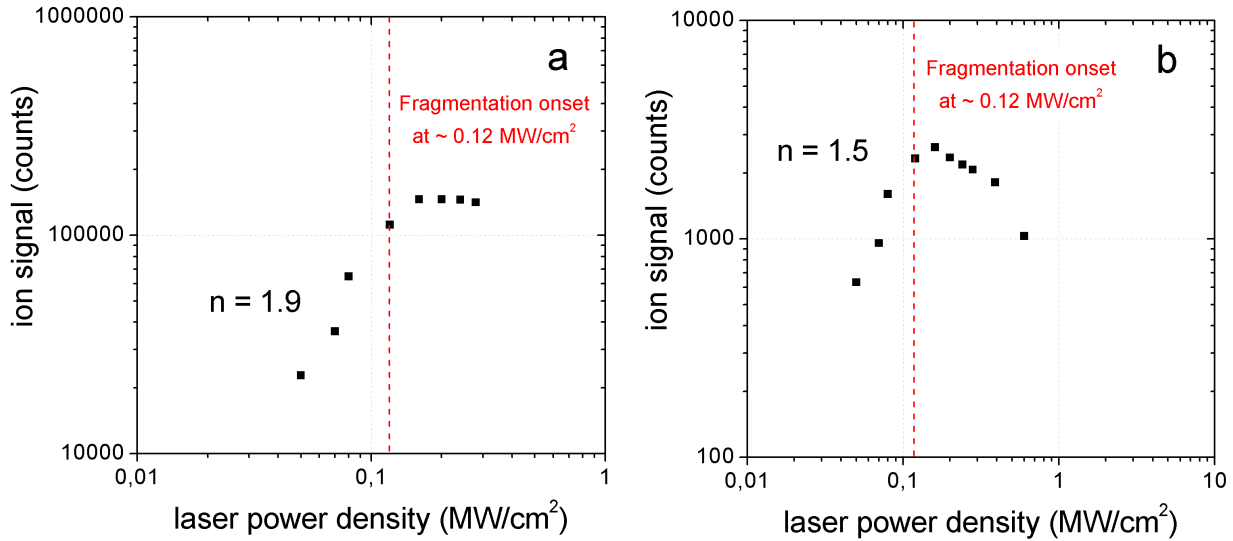 1000000
a
Fragmentation onset
at ~ 0.12 MW/cm²
100000
n = 1.9
10000
0,01
0,1
1
ion signal (counts)
laser power density (MW/cm²)
10000
b
Fragmentation onset
at ~ 0.12 MW/cm²
n = 1.5
1000
100
0,01
0,1
1
10
ion signal (counts)
laser power density (MW/cm²)